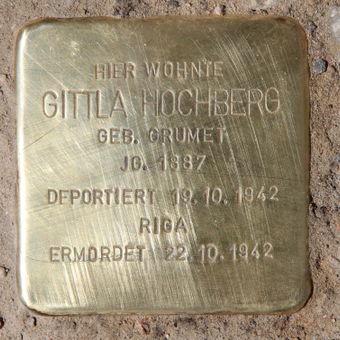 HIER WOHNTE
GITTLA HOCHBERG
GEB. GRUMET
JG. 1887
DEPORTIERT 19.10.1942
RIGA
ERMORDET 22.10.1942